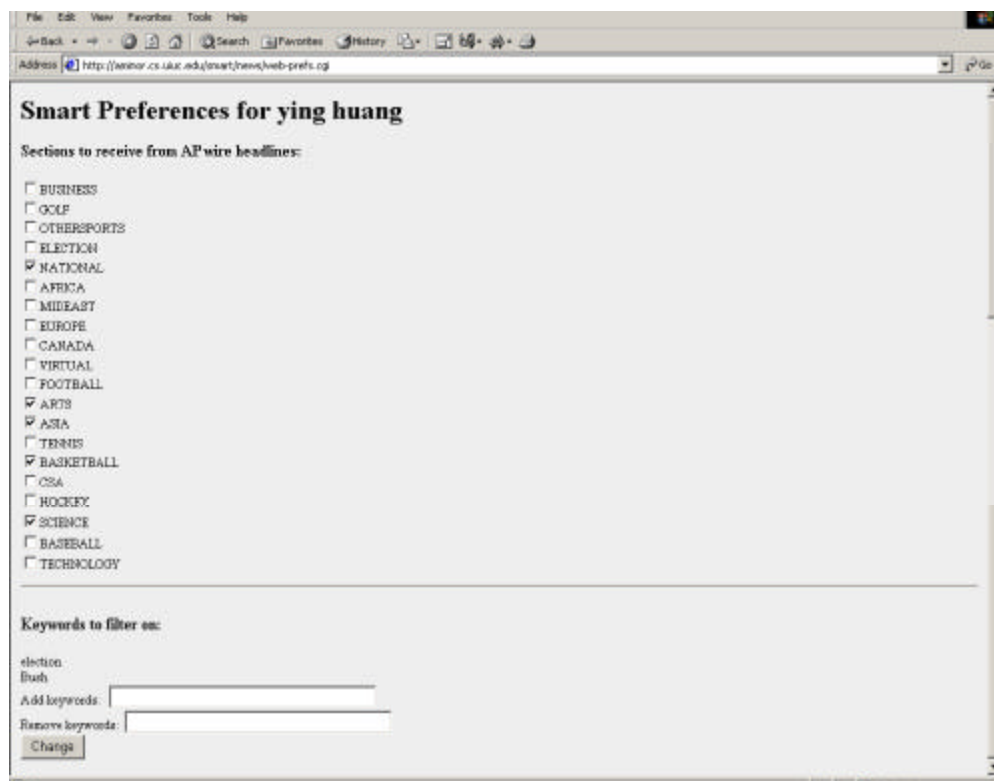 File Edit View Favorites Tools Help
Back Search Favorites History
Address http://aminor.cs.uiuc.edu/smart/news/web-prefs.cgi Go
Smart Preferences for ying huang
Sections to receive from AP wire headlines:
BUSINESS
GOLF
OTHERSPORTS
ELECTION
NATIONAL
AFRICA
MIDEAST
EUROPE
CANADA
VIRTUAL
FOOTBALL
ARTS
ASIA
TENNIS
BASKETBALL
CSA
HOCKEY
SCIENCE
BASEBALL
TECHNOLOGY
Keywords to filter on:
election
Bush
Add keywords:
Remove keywords:
Change